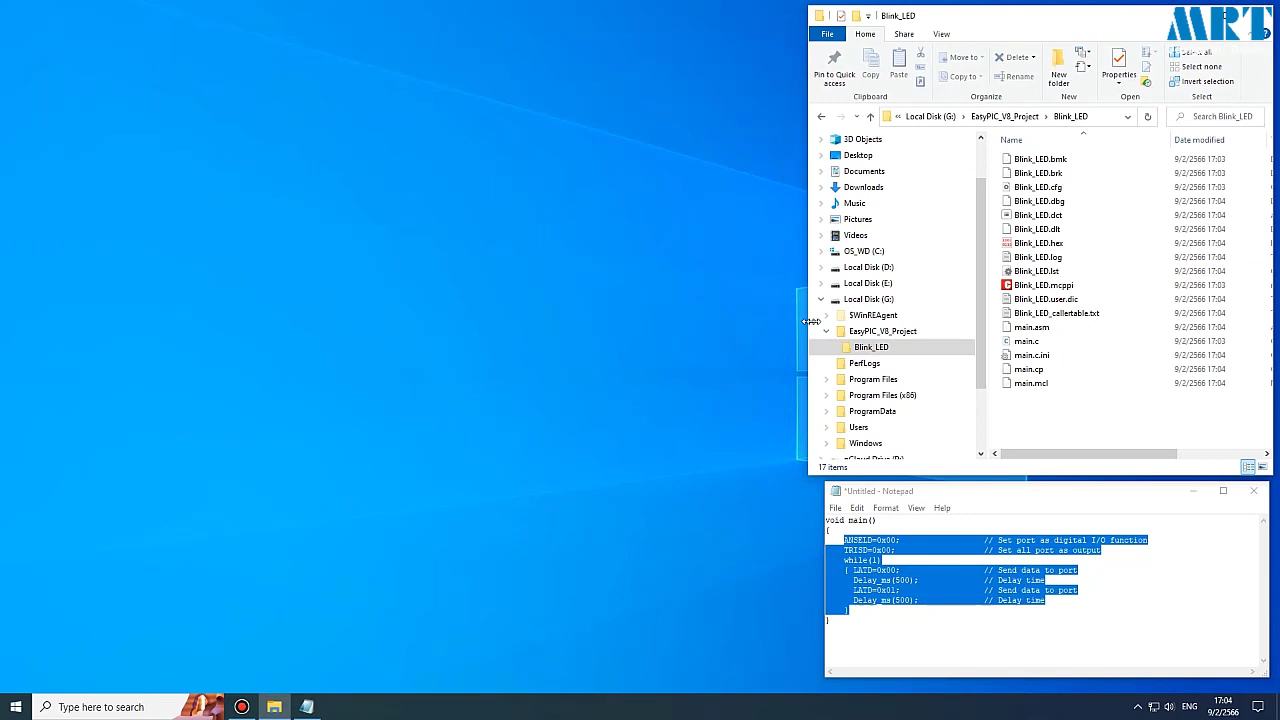 Blink_LED
MRT
File Home Share View
Pin to Quick access
Copy
Paste
Clipboard
Move to
Copy to
Delete
Rename
Organize
New folder
New
Properties
Open
Select all
Select none
Invert selection
Select
« Local Disk (G:) › EasyPIC_V8_Project › Blink_LED
Search Blink_LED
3D Objects
Desktop
Documents
Downloads
Music
Pictures
Videos
OS_WD (C:)
Local Disk (D:)
Local Disk (E:)
Local Disk (G:)
$WinREAgent
EasyPIC_V8_Project
Blink_LED
PerfLogs
Program Files
Program Files (x86)
ProgramData
Users
Windows
Name Date modified
Blink_LED.bmk 9/2/2566 17:03
Blink_LED.brk 9/2/2566 17:03
Blink_LED.cfg 9/2/2566 17:03
Blink_LED.dbg 9/2/2566 17:04
Blink_LED.dct 9/2/2566 17:04
Blink_LED.dlt 9/2/2566 17:04
Blink_LED.hex 9/2/2566 17:04
Blink_LED.log 9/2/2566 17:04
Blink_LED.lst 9/2/2566 17:04
Blink_LED.mcppi 9/2/2566 17:03
Blink_LED.user.dic 9/2/2566 17:04
Blink_LED_callertable.txt 9/2/2566 17:04
main.asm 9/2/2566 17:04
main.c 9/2/2566 17:03
main.c.ini 9/2/2566 17:04
main.cp 9/2/2566 17:04
main.mcl 9/2/2566 17:04
17 items
*Untitled - Notepad
File Edit Format View Help
void main()
{
ANSELD=0x00; // Set port as digital I/O function
TRISD=0x00; // Set all port as output
while(1)
{ LATD=0x00; // Send data to port
Delay_ms(500); // Delay time
LATD=0x01; // Send data to port
Delay_ms(500); // Delay time
}
}
Type here to search
ENG
17:04
9/2/2566